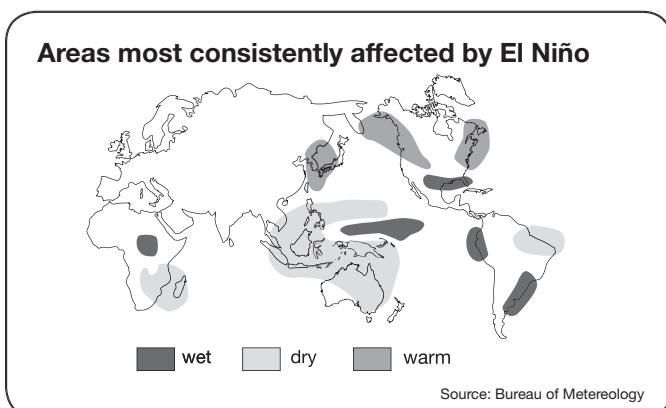 Areas most consistently affected by El Niño
wet dry warm
Source: Bureau of Metereology